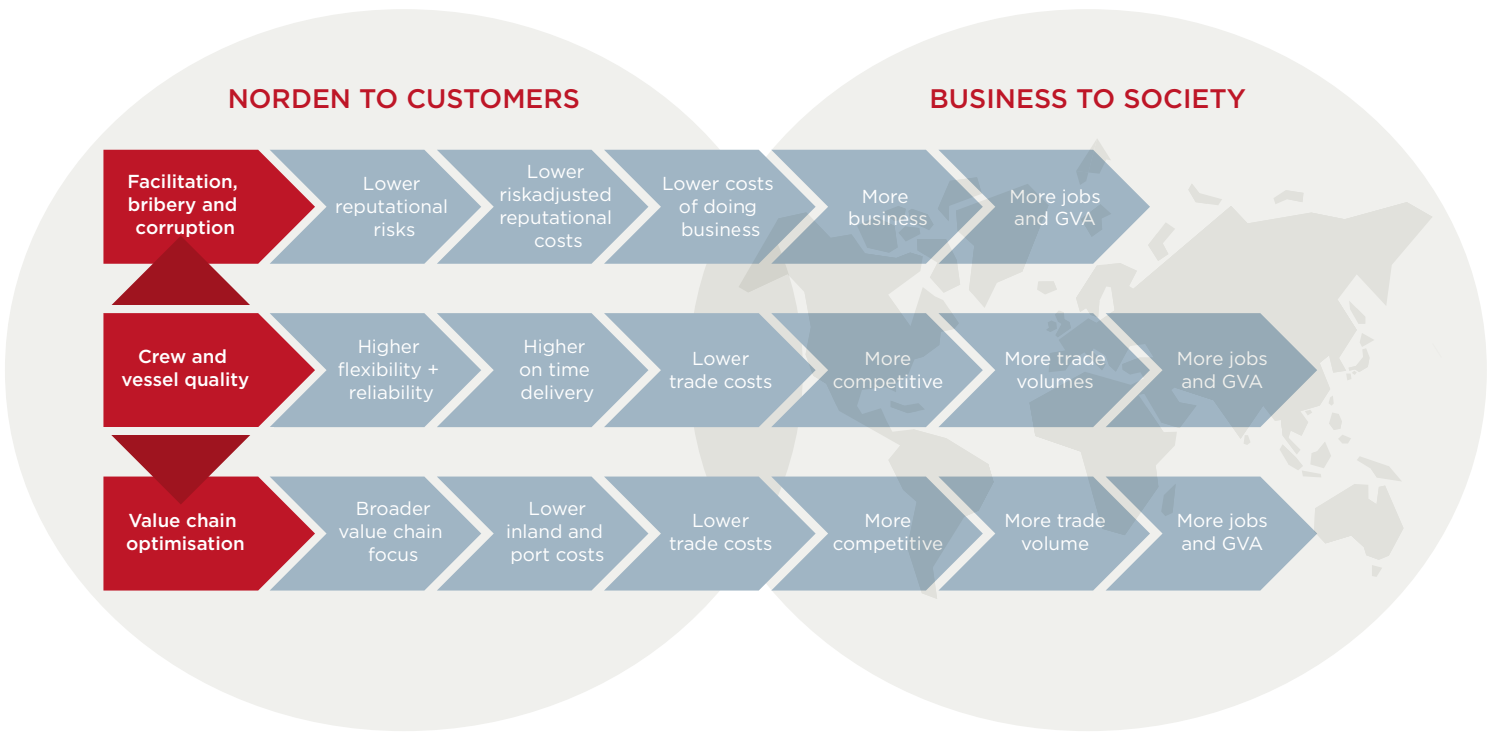 NORDEN TO CUSTOMERS
BUSINESS TO SOCIETY
Facilitation,
bribery and
corruption
Lower
reputational
risks
Lower
riskadjusted
reputational
costs
Lower costs
of doing
business
More
business
More jobs
and GVA
Crew and
vessel quality
Higher
flexibility +
reliability
Higher
on time
delivery
Lower
trade costs
More
competitive
More trade
volumes
More jobs
and GVA
Value chain
optimisation
Broader
value chain
focus
Lower
inland and
port costs
Lower
trade costs
More
competitive
More trade
volume
More jobs
and GVA